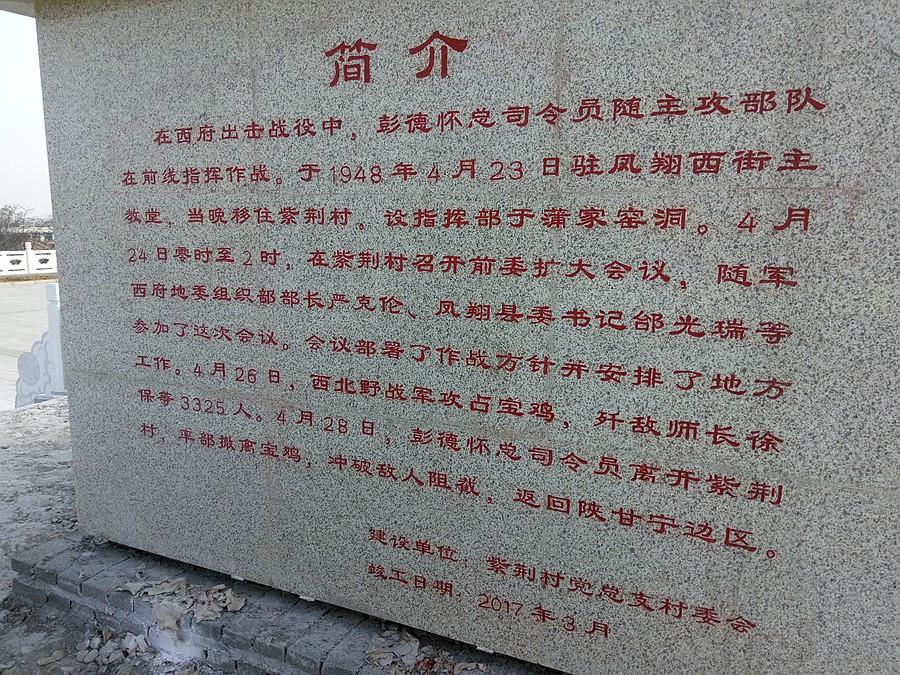 简介
在西府出击战役中，彭德怀总司令员随主攻部队
在前线指挥作战。于1948年4月23日驻凤翔西街主
教堂，当晚移住紫荆村。设指挥部于蒲家窑洞。4月
24日零时至2时，在紫荆村召开前委扩大会议，随军
西府地委组织部部长严克伦、凤翔县委书记邰光瑞等
参加了这次会议。会议部署了作战方针并安排了地方
工作。4月26日，西北野战军攻占宝鸡，歼敌师长徐
保等3325人。4月28日，彭德怀总司令员离开紫荆
村，率部撤离宝鸡，冲破敌人阻截，返回陕甘宁边区。
建设单位：紫荆村党总支村委会
竣工日期：2017年3月